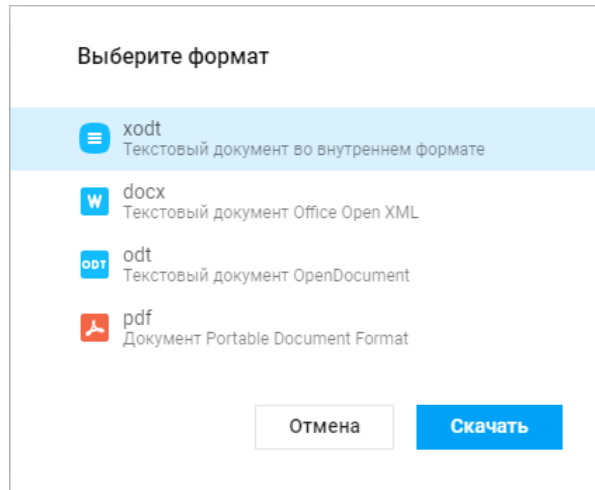 Выберите формат
xodt
Текстовый документ во внутреннем формате
W
docx
Текстовый документ Office Open XML
ODT
odt
Текстовый документ OpenDocument
pdf
Документ Portable Document Format
Отмена
Скачать